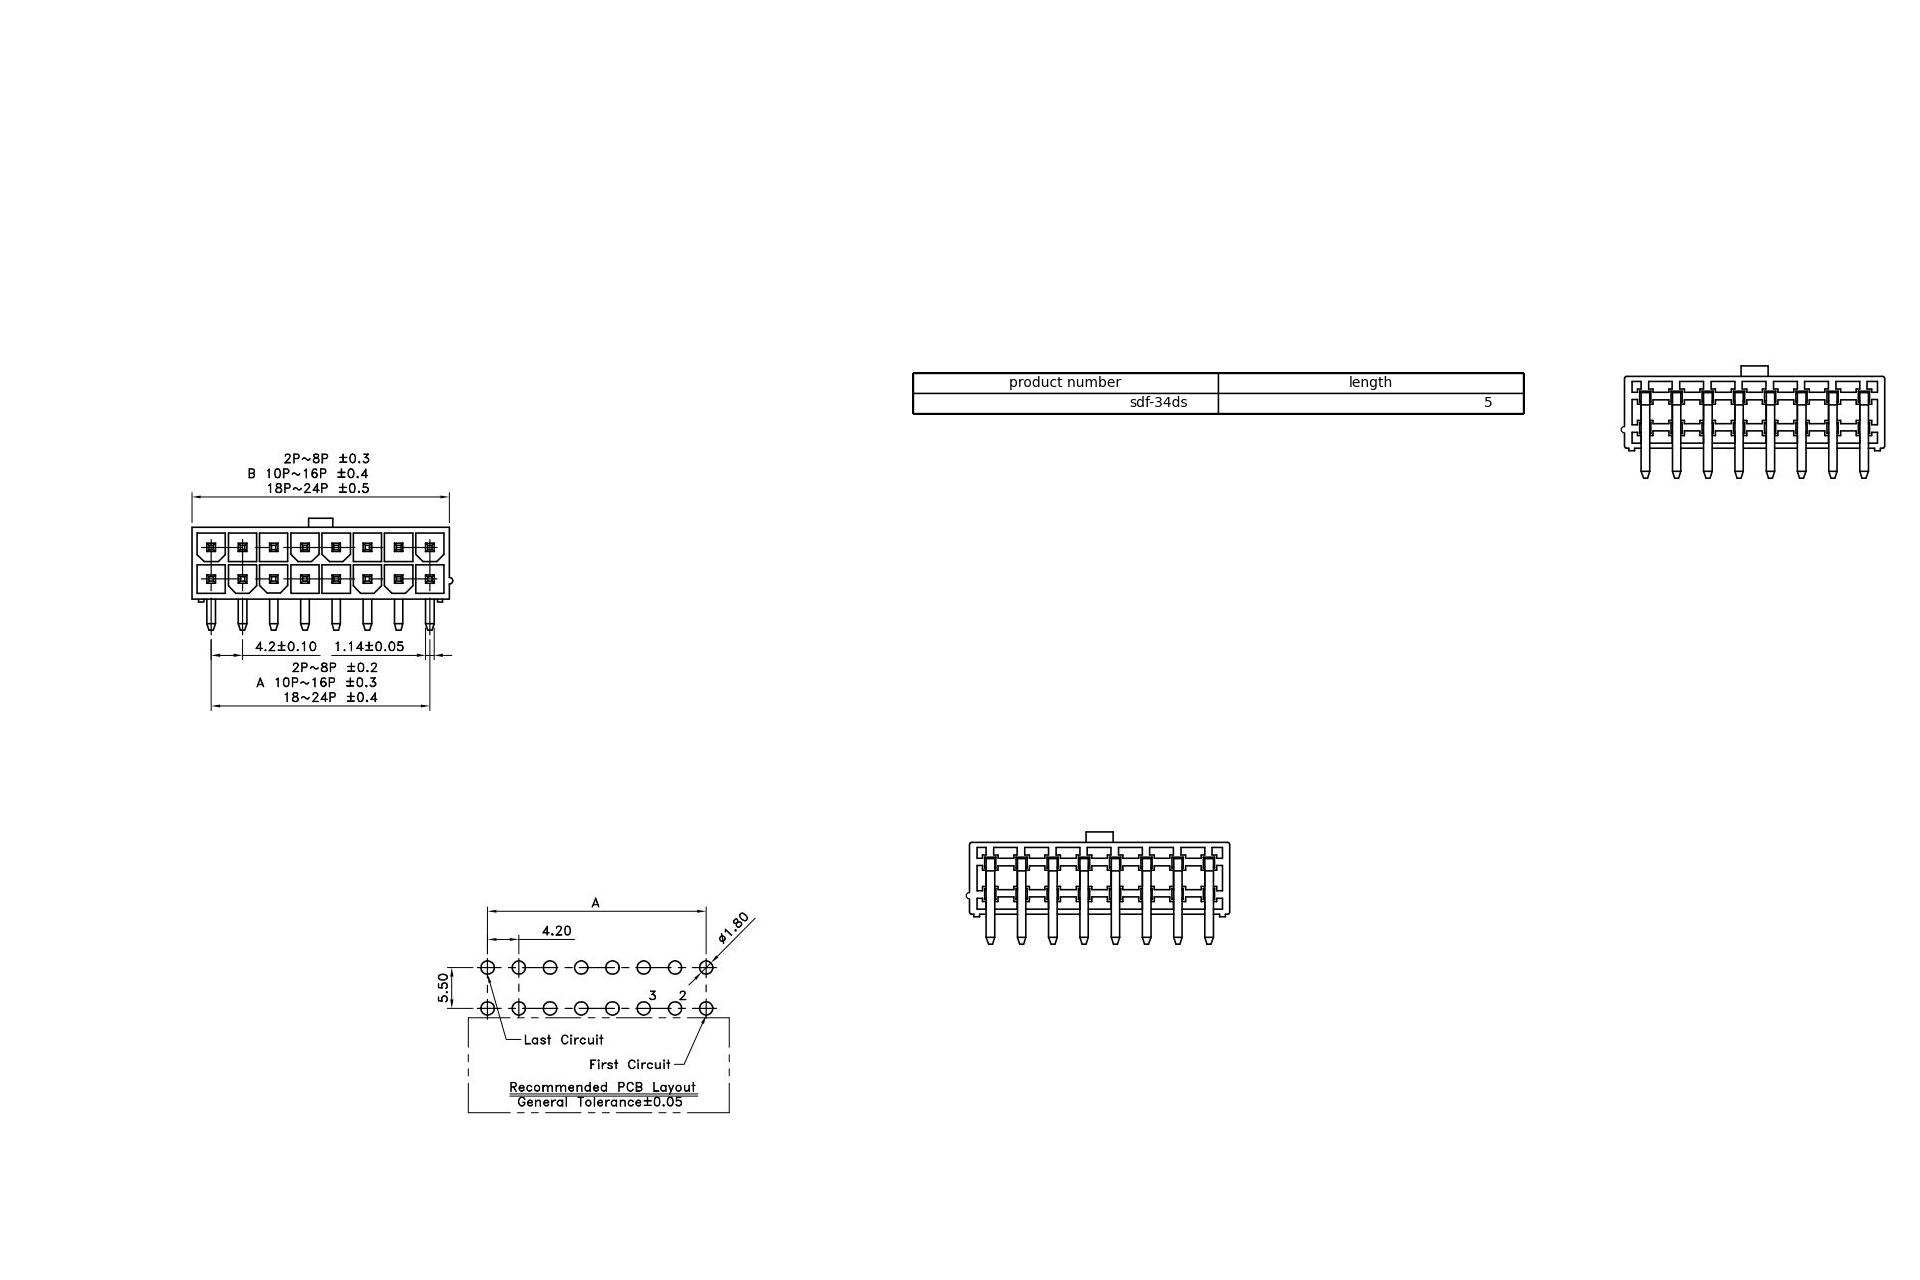 product number length
sdf-34ds 5
2P~8P ±0.3
B 10P~16P ±0.4
18P~24P ±0.5
4.2±0.10 1.14±0.05
2P~8P ±0.2
A 10P~16P ±0.3
18~24P ±0.4
A
4.20
ø1.80
5.50
3 2
Last Circuit
First Circuit
Recommended PCB Layout
General Tolerance±0.05